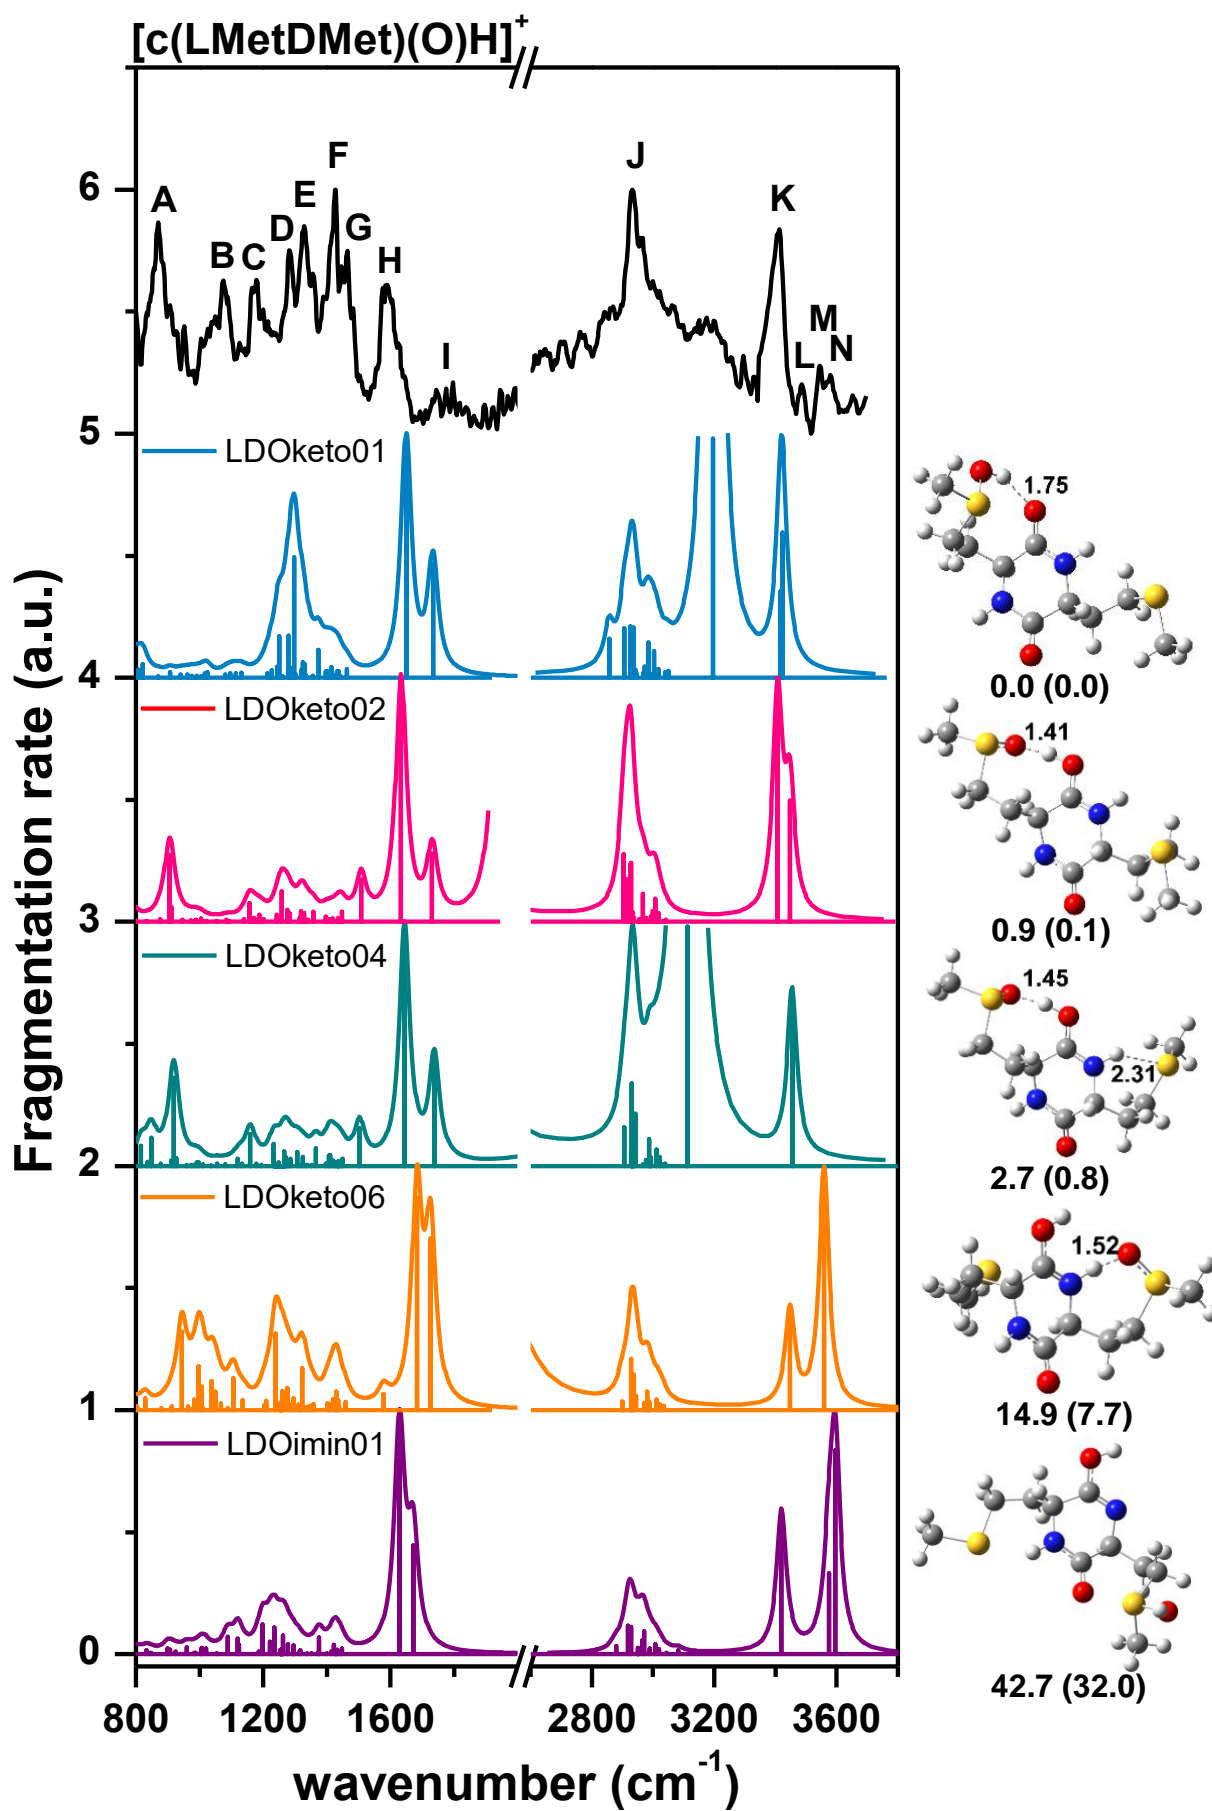 [c(LMetDMet)(O)H]⁺
A
B
C
D
E
F
G
H
I
J
K
L
M
N
6
5
4
3
2
1
0
Fragmentation rate (a.u.)
LDOketo01
LDOketo02
LDOketo04
LDOketo06
LDOimin01
1.75
0.0 (0.0)
1.41
0.9 (0.1)
1.45
2.31
2.7 (0.8)
1.52
14.9 (7.7)
42.7 (32.0)
800 1200 1600 2800 3200 3600
wavenumber (cm⁻¹)